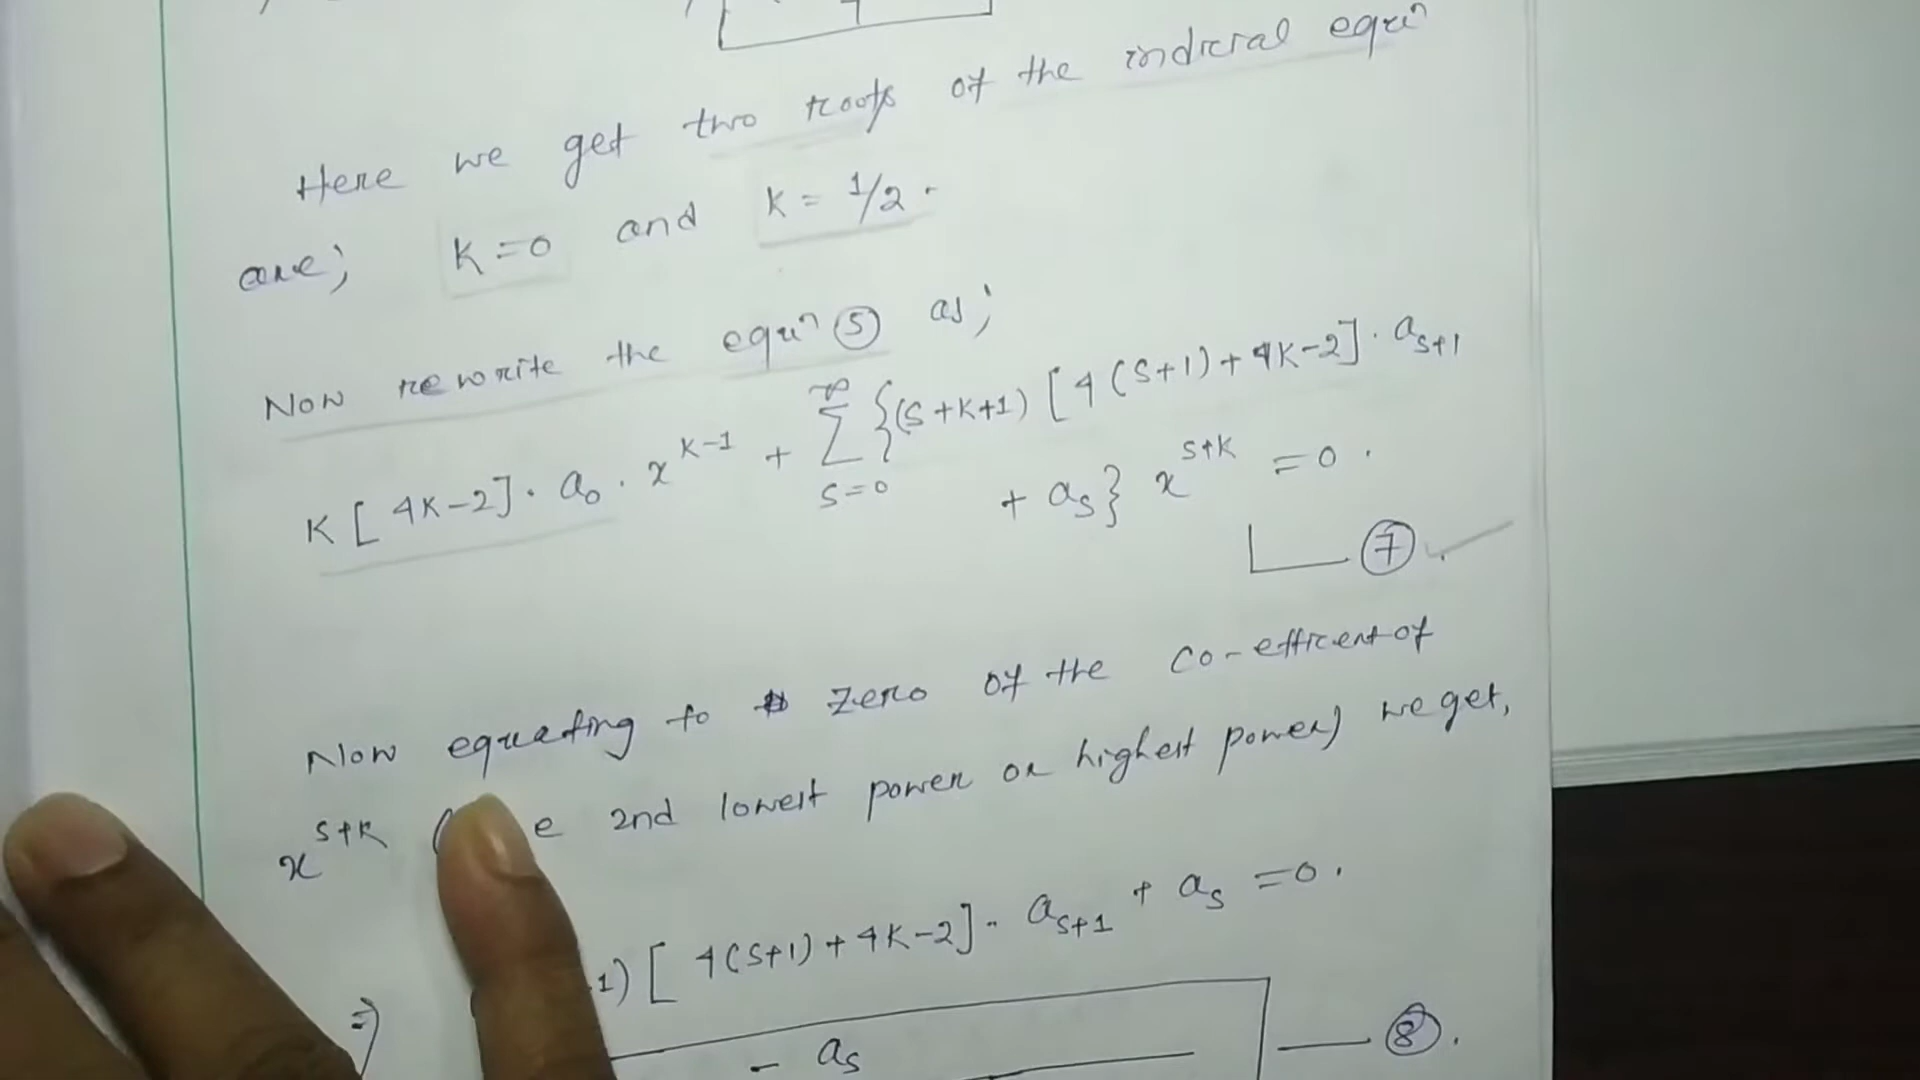 Here we get two roots of the indicial equⁿ
are; K = 0 and K = 1/2 .
Now rewrite the equⁿ ⑤ as;
K [ 4K-2] . a₀ . x^{K-1} + ∑_{s=0}^{∞} {(S+K+1) [ 4 (S+1) + 4K-2] . a_{s+1}
+ a_s} x^{s+K} = 0 .
⑦ .
Now equating to zero of the co-efficent of
x^{s+K} ( e 2nd lowest power or highest power) we get,
1) [ 4(S+1) + 4K-2] . a_{s+1} + a_s = 0 .
⇒ - a_s — ⑧ .